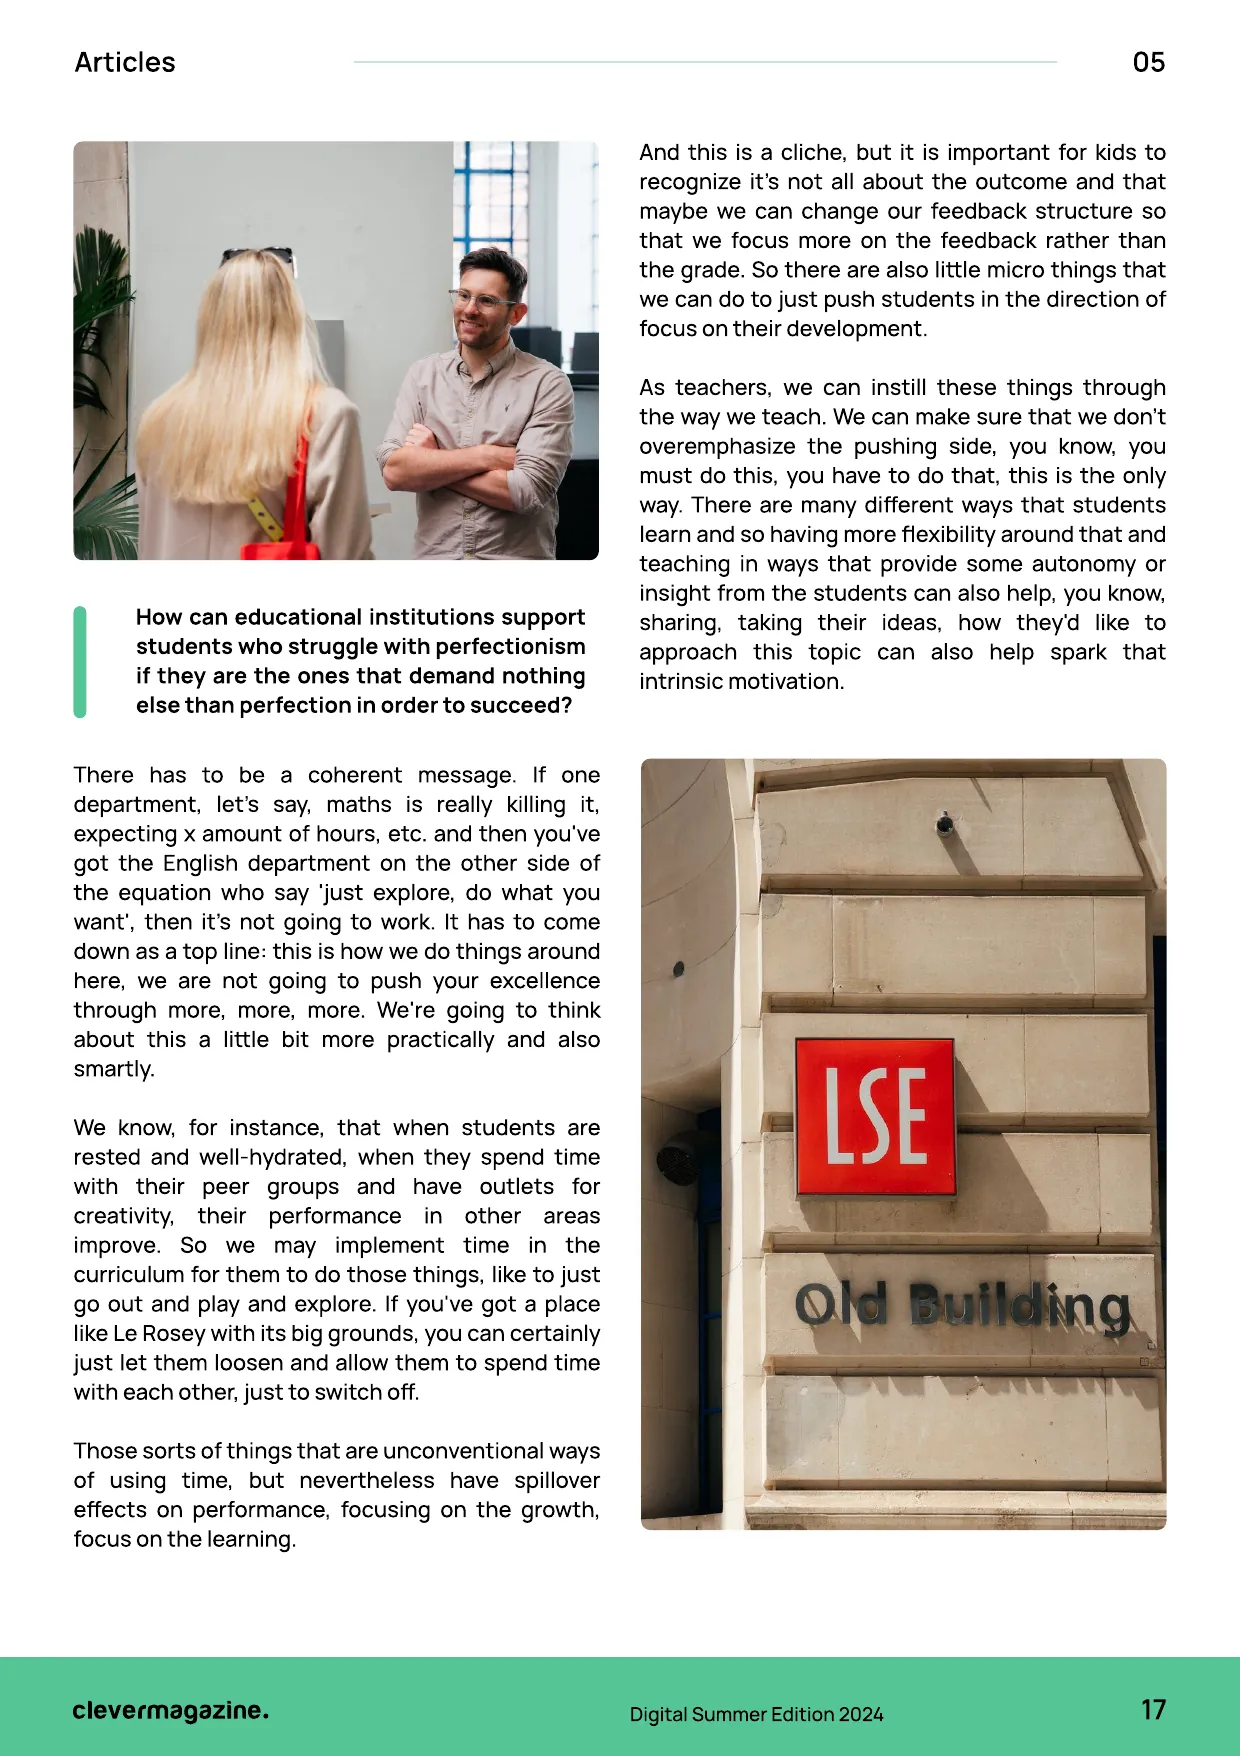 Articles
05
How can educational institutions support
students who struggle with perfectionism
if they are the ones that demand nothing
else than perfection in order to succeed?
There has to be a coherent message. If one
department, let's say, maths is really killing it,
expecting x amount of hours, etc. and then you've
got the English department on the other side of
the equation who say 'just explore, do what you
want', then it's not going to work. It has to come
down as a top line: this is how we do things around
here, we are not going to push your excellence
through more, more, more. We're going to think
about this a little bit more practically and also
smartly.
We know, for instance, that when students are
rested and well-hydrated, when they spend time
with their peer groups and have outlets for
creativity, their performance in other areas
improve. So we may implement time in the
curriculum for them to do those things, like to just
go out and play and explore. If you've got a place
like Le Rosey with its big grounds, you can certainly
just let them loosen and allow them to spend time
with each other, just to switch off.
Those sorts of things that are unconventional ways
of using time, but nevertheless have spillover
effects on performance, focusing on the growth,
focus on the learning.
And this is a cliche, but it is important for kids to
recognize it's not all about the outcome and that
maybe we can change our feedback structure so
that we focus more on the feedback rather than
the grade. So there are also little micro things that
we can do to just push students in the direction of
focus on their development.
As teachers, we can instill these things through
the way we teach. We can make sure that we don't
overemphasize the pushing side, you know, you
must do this, you have to do that, this is the only
way. There are many different ways that students
learn and so having more flexibility around that and
teaching in ways that provide some autonomy or
insight from the students can also help, you know,
sharing, taking their ideas, how they'd like to
approach this topic can also help spark that
intrinsic motivation.
LSE
Old Building
clevermagazine.
Digital Summer Edition 2024
17